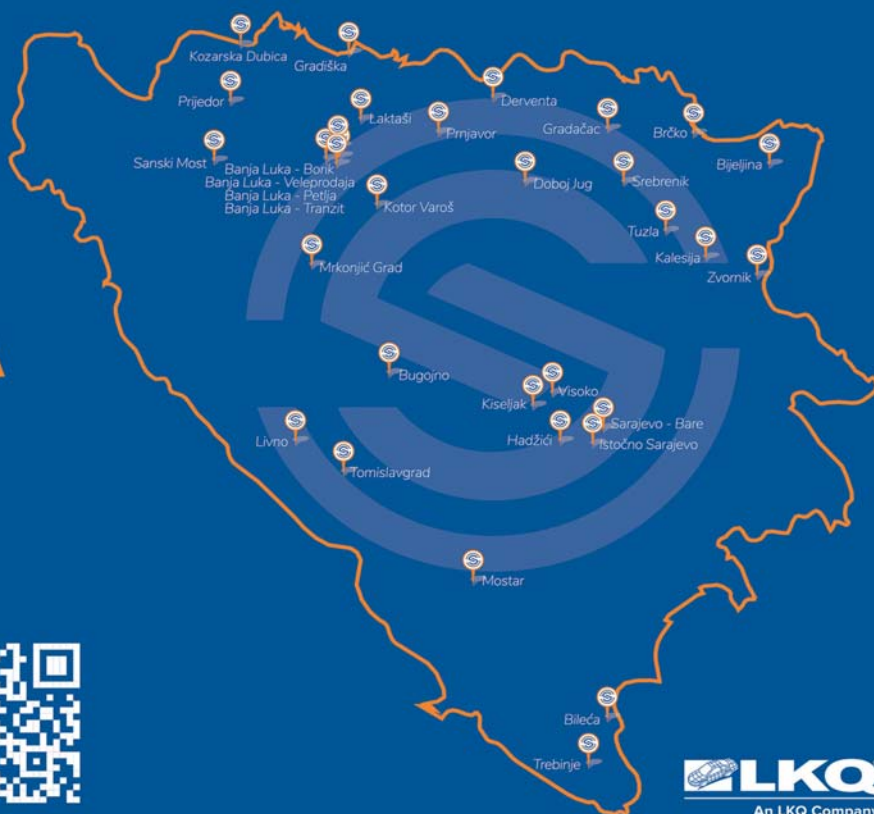 Kozarska Dubica
Gradiška
Prijedor
Derventa
Laktaši
Prnjavor
Gradačac
Brčko
Sanski Most
Bijeljina
Banja Luka - Borik
Banja Luka - Veleprodaja
Banja Luka - Petlja
Banja Luka - Tranzit
Doboj Jug
Srebrenik
Kotor Varoš
Tuzla
Kalesija
Mrkonjić Grad
Zvornik
Bugojno
Visoko
Kiseljak
Sarajevo - Bare
Livno
Hadžići
Istočno Sarajevo
Tomislavgrad
Mostar
Bileća
Trebinje
LKQ
An LKQ Company